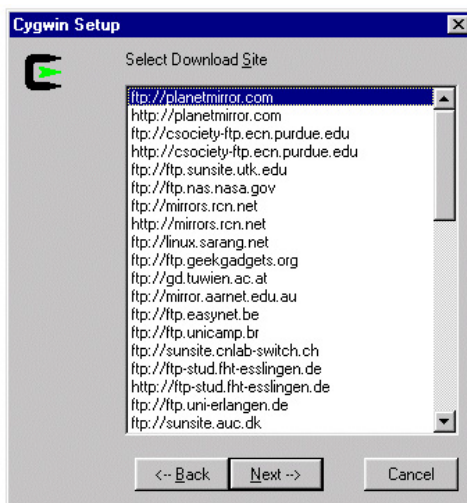 Cygwin Setup
Select Download Site
ftp://planetmirror.com
http://planetmirror.com
ftp://csociety-ftp.ecn.purdue.edu
http://csociety-ftp.ecn.purdue.edu
ftp://ftp.sunsite.utk.edu
ftp://ftp.nas.nasa.gov
ftp://mirrors.rcn.net
http://mirrors.rcn.net
ftp://linux.sarang.net
ftp://ftp.geekgadgets.org
ftp://gd.tuwien.ac.at
ftp://mirror.aarnet.edu.au
ftp://ftp.easynet.be
ftp://ftp.unicamp.br
ftp://sunsite.cnlab-switch.ch
ftp://ftp-stud.fht-esslingen.de
http://ftp-stud.fht-esslingen.de
ftp://ftp.uni-erlangen.de
ftp://sunsite.auc.dk
<-- Back Next --> Cancel